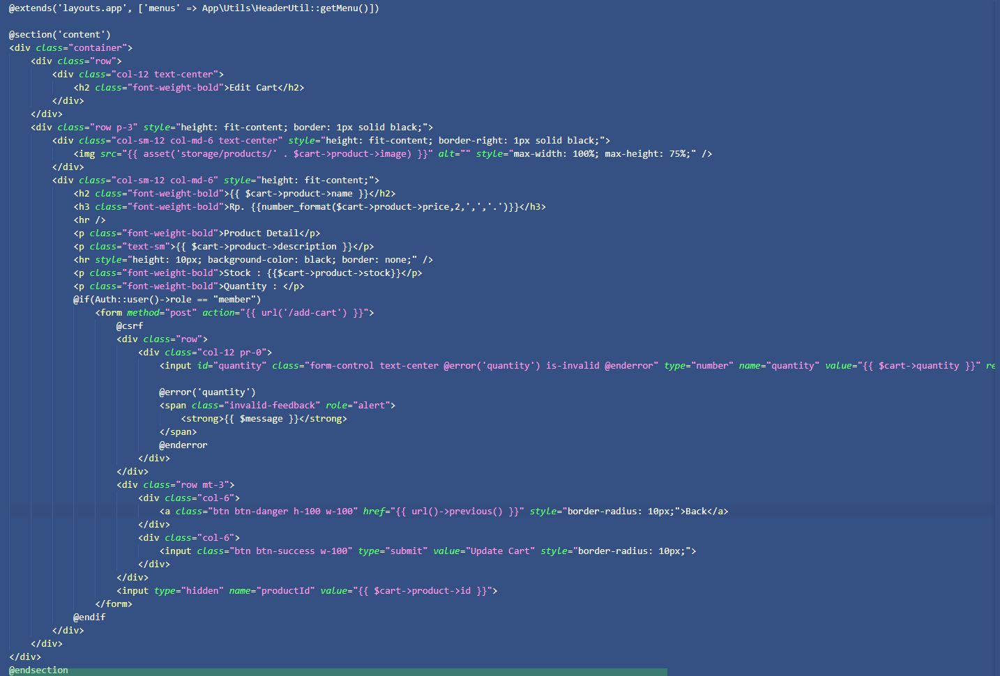 @extends('layouts.app', ['menus' => App\Utils\HeaderUtil::getMenu()])

@section('content')
<div class="container">
    <div class="row">
        <div class="col-12 text-center">
            <h2 class="font-weight-bold">Edit Cart</h2>
        </div>
    </div>
    <div class="row p-3" style="height: fit-content; border: 1px solid black;">
        <div class="col-sm-12 col-md-6 text-center" style="height: fit-content; border-right: 1px solid black;">
            <img src="{{ asset('storage/products/' . $cart->product->image) }}" alt="" style="max-width: 100%; max-height: 75%;" />
        </div>
        <div class="col-sm-12 col-md-6" style="height: fit-content;">
            <h2 class="font-weight-bold">{{ $cart->product->name }}</h2>
            <h3 class="font-weight-bold">Rp. {{number_format($cart->product->price,2,',','.')}}</h3>
            <hr />
            <p class="font-weight-bold">Product Detail</p>
            <p class="text-sm">{{ $cart->product->description }}</p>
            <hr style="height: 10px; background-color: black; border: none;" />
            <p class="font-weight-bold">Stock : {{$cart->product->stock}}</p>
            <p class="font-weight-bold">Quantity : </p>
            @if(Auth::user()->role == "member")
                <form method="post" action="{{ url('/add-cart') }}">
                    @csrf
                    <div class="row">
                        <div class="col-12 pr-0">
                            <input id="quantity" class="form-control text-center @error('quantity') is-invalid @enderror" type="number" name="quantity" value="{{ $cart->quantity }}" re

                            @error('quantity')
                            <span class="invalid-feedback" role="alert">
                                <strong>{{ $message }}</strong>
                            </span>
                            @enderror
                        </div>
                    </div>
                    <div class="row mt-3">
                        <div class="col-6">
                            <a class="btn btn-danger h-100 w-100" href="{{ url()->previous() }}" style="border-radius: 10px;">Back</a>
                        </div>
                        <div class="col-6">
                            <input class="btn btn-success w-100" type="submit" value="Update Cart" style="border-radius: 10px;">
                        </div>
                    </div>
                    <input type="hidden" name="productId" value="{{ $cart->product->id }}">
                </form>
            @endif
        </div>
    </div>
</div>
@endsection